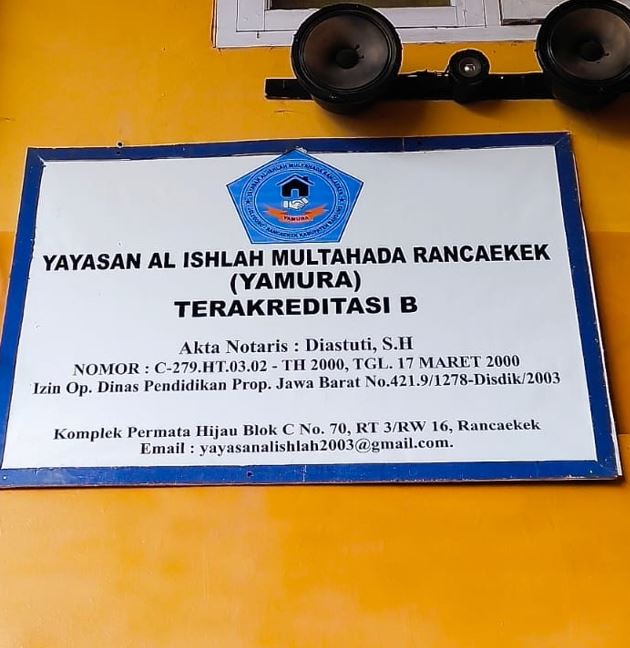 YAMURA
YAYASAN AL ISHLAH MULTAHADA RANCAEKEK
(YAMURA)
TERAKREDITASI B
Akta Notaris : Diastuti, S.H
NOMOR : C-279.HT.03.02 - TH 2000, TGL. 17 MARET 2000
Izin Op. Dinas Pendidikan Prop. Jawa Barat No.421.9/1278-Disdik/2003
Komplek Permata Hijau Blok C No. 70, RT 3/RW 16, Rancaekek
Email : yayasanalishlah2003@gmail.com.